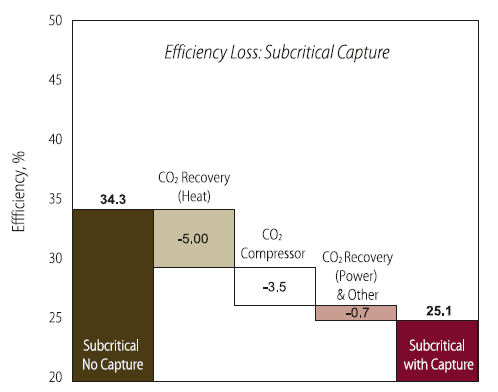 Efficiency Loss: Subcritical Capture
Effficiency, %
50
45
40
35
30
25
20
34.3
CO₂ Recovery
(Heat)
-5,00
CO₂
Compressor
-3.5
CO₂ Recovery
(Power)
& Other
-0,7
25.1
Subcritical
No Capture
Subcritical
with Capture